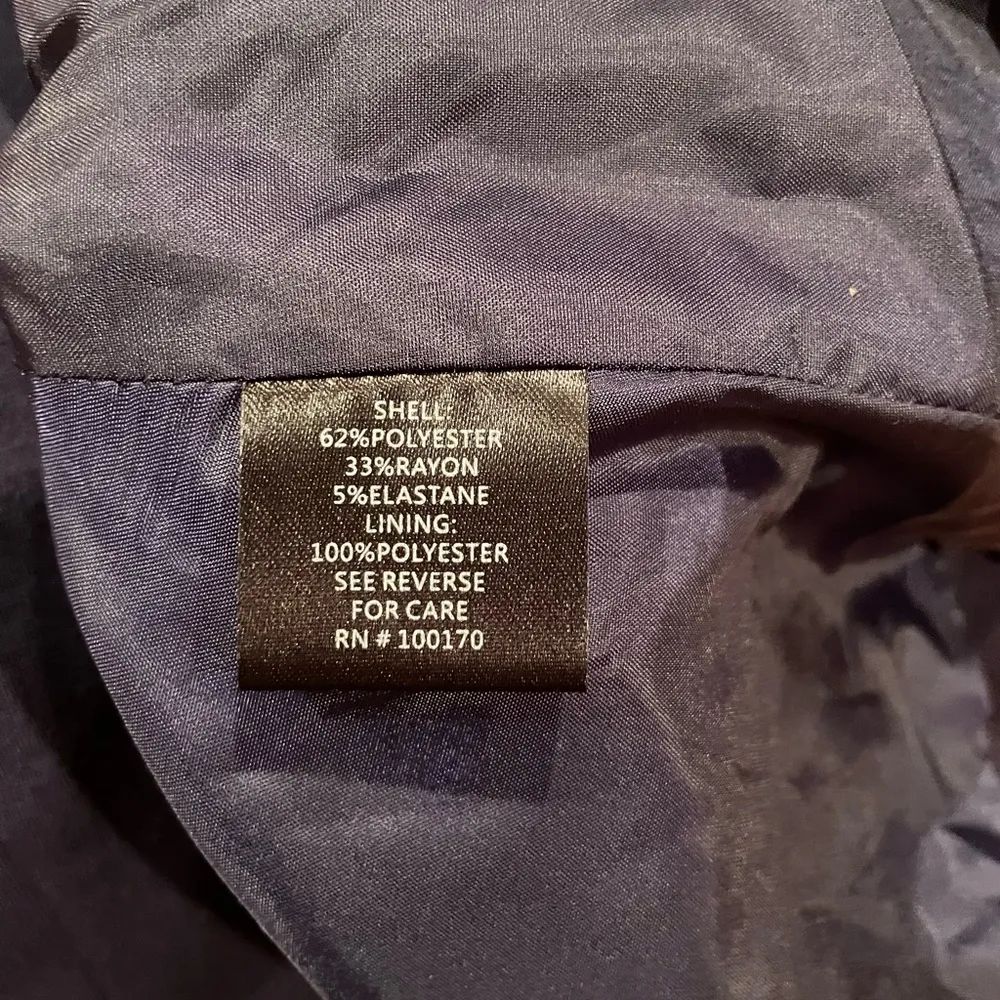 SHELL:
62%POLYESTER
33%RAYON
5%ELASTANE
LINING:
100%POLYESTER
SEE REVERSE
FOR CARE
RN # 100170